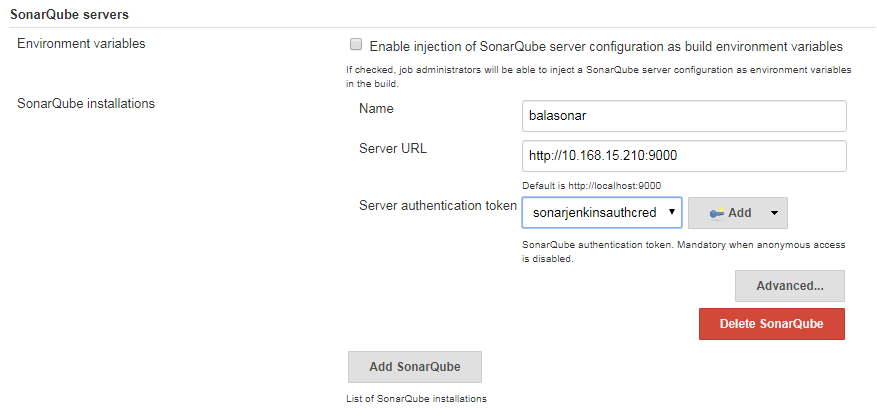 SonarQube servers
Environment variables
Enable injection of SonarQube server configuration as build environment variables
If checked, job administrators will be able to inject a SonarQube server configuration as environment variables
in the build.
SonarQube installations
Name
balasonar
Server URL
http://10.168.15.210:9000
Default is http://localhost:9000
Server authentication token
sonarjenkinsauthcred
Add
SonarQube authentication token. Mandatory when anonymous access
is disabled.
Advanced...
Delete SonarQube
Add SonarQube
List of SonarQube installations